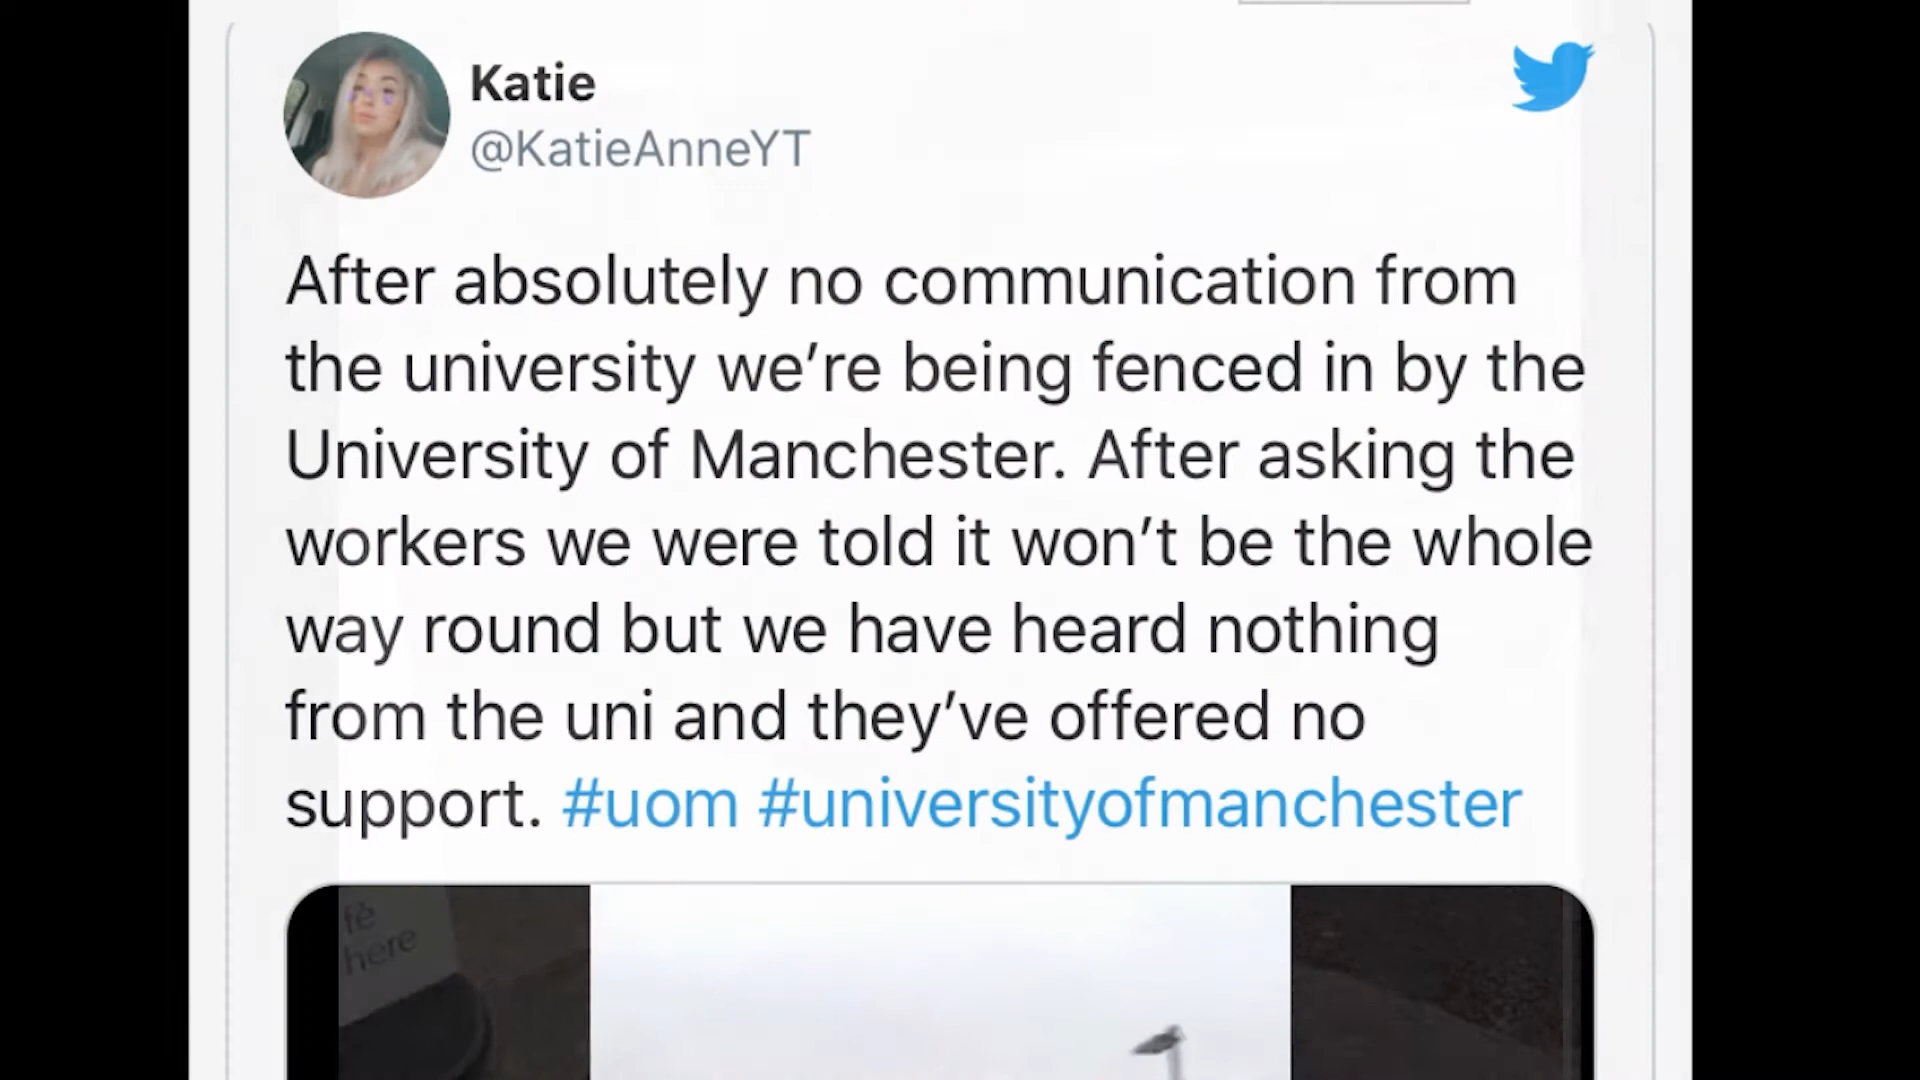 Katie
@KatieAnneYT
After absolutely no communication from
the university we’re being fenced in by the
University of Manchester. After asking the
workers we were told it won’t be the whole
way round but we have heard nothing
from the uni and they’ve offered no
support. #uom #universityofmanchester
fè
here